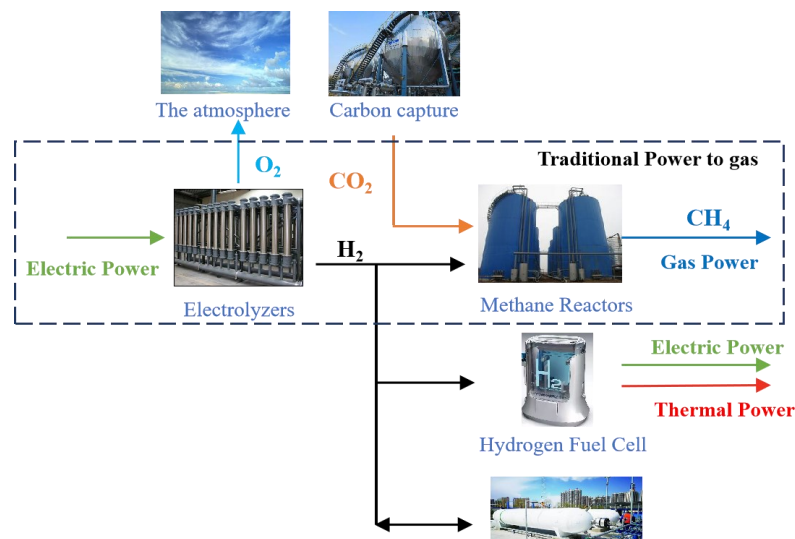 The atmosphere
Carbon capture
Traditional Power to gas
O₂
CO₂
CH₄
H₂
Electric Power
Gas Power
Electrolyzers
Methane Reactors
Electric Power
H2
Thermal Power
Hydrogen Fuel Cell